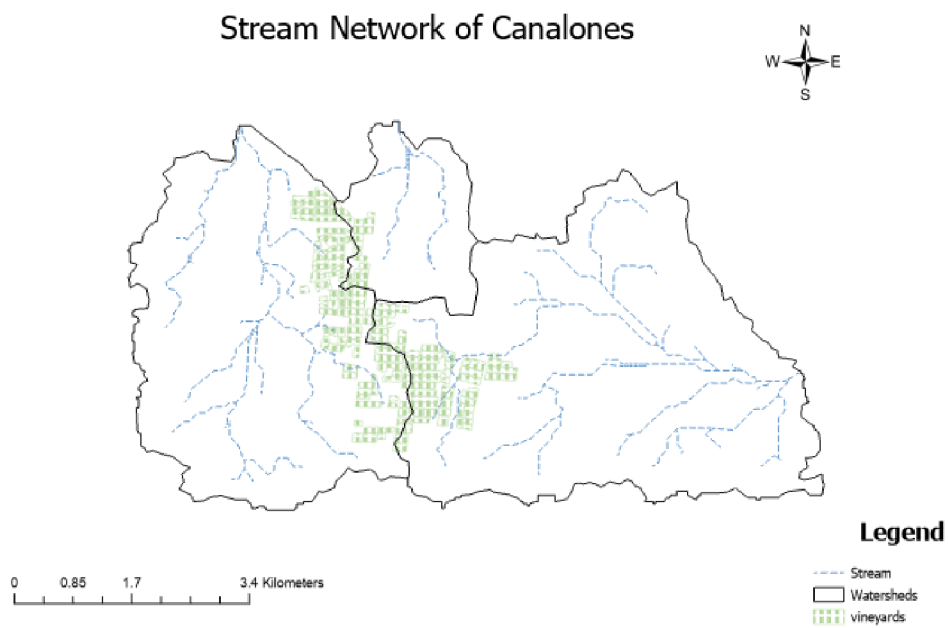 Stream Network of Canalones
N
W E
S
Legend
Stream
Watersheds
vineyards
0 0.85 1.7 3.4 Kilometers